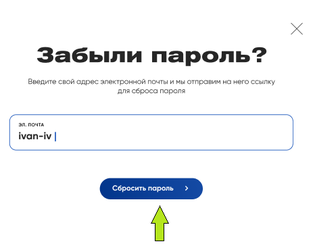 Забыли пароль?
Введите свой адрес электронной почты и мы отправим на него ссылку
для сброса пароля
ЭЛ. ПОЧТА
ivan-iv
Сбросить пароль